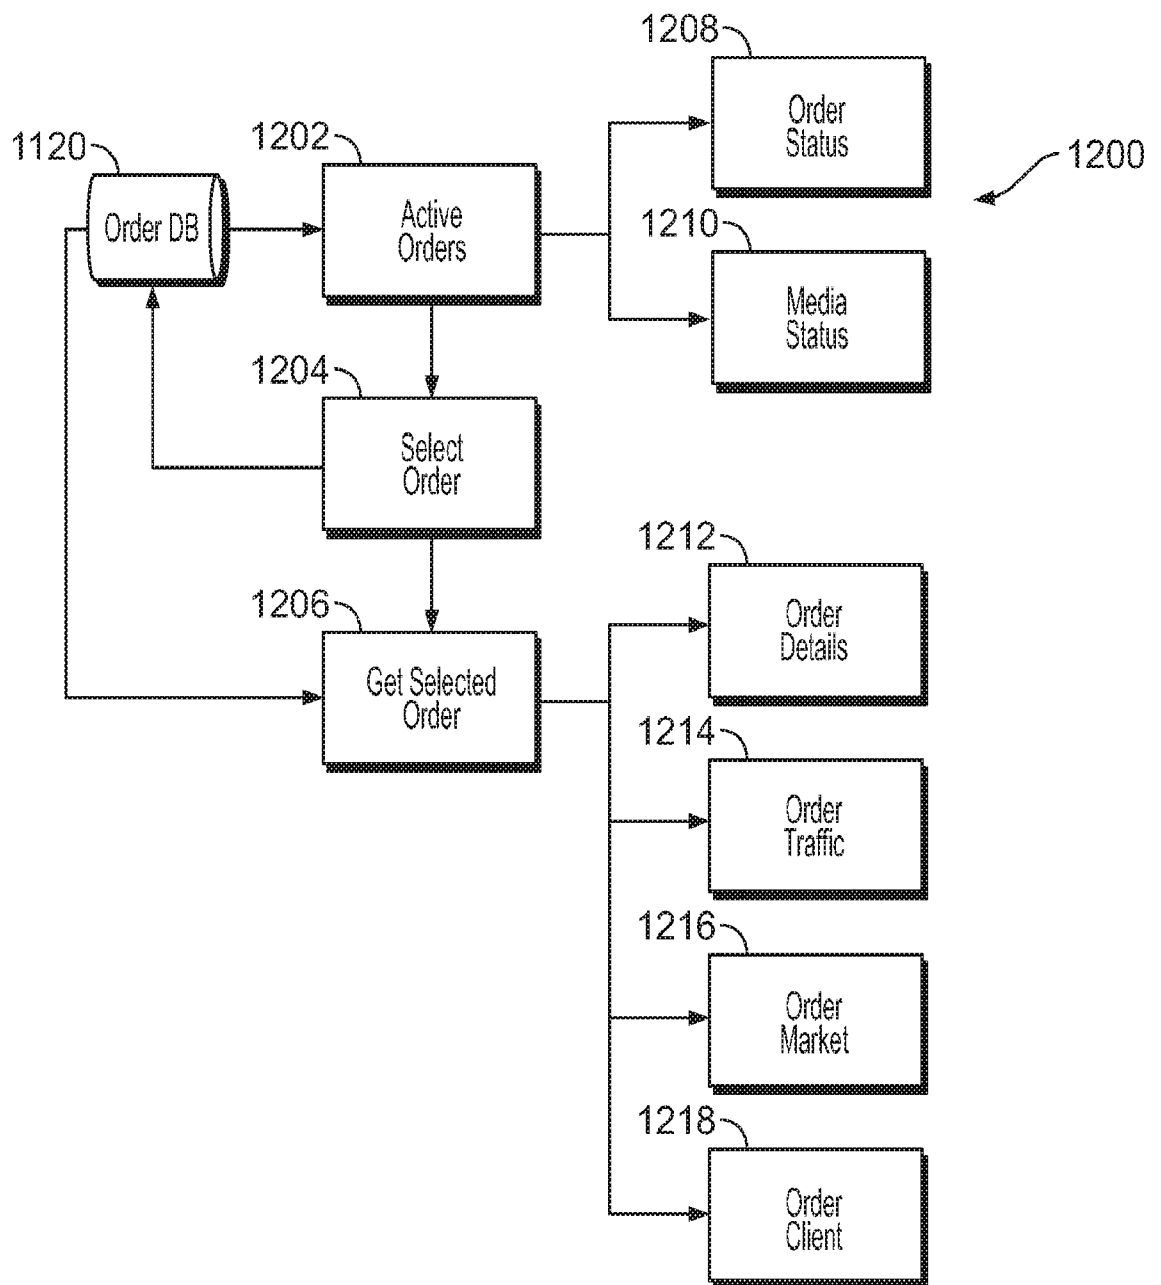 1208
Order
Status
1200
1120
Order DB
1202
Active
Orders
1210
Media
Status
1204
Select
Order
1206
Get Selected
Order
1212
Order
Details
1214
Order
Traffic
1216
Order
Market
1218
Order
Client